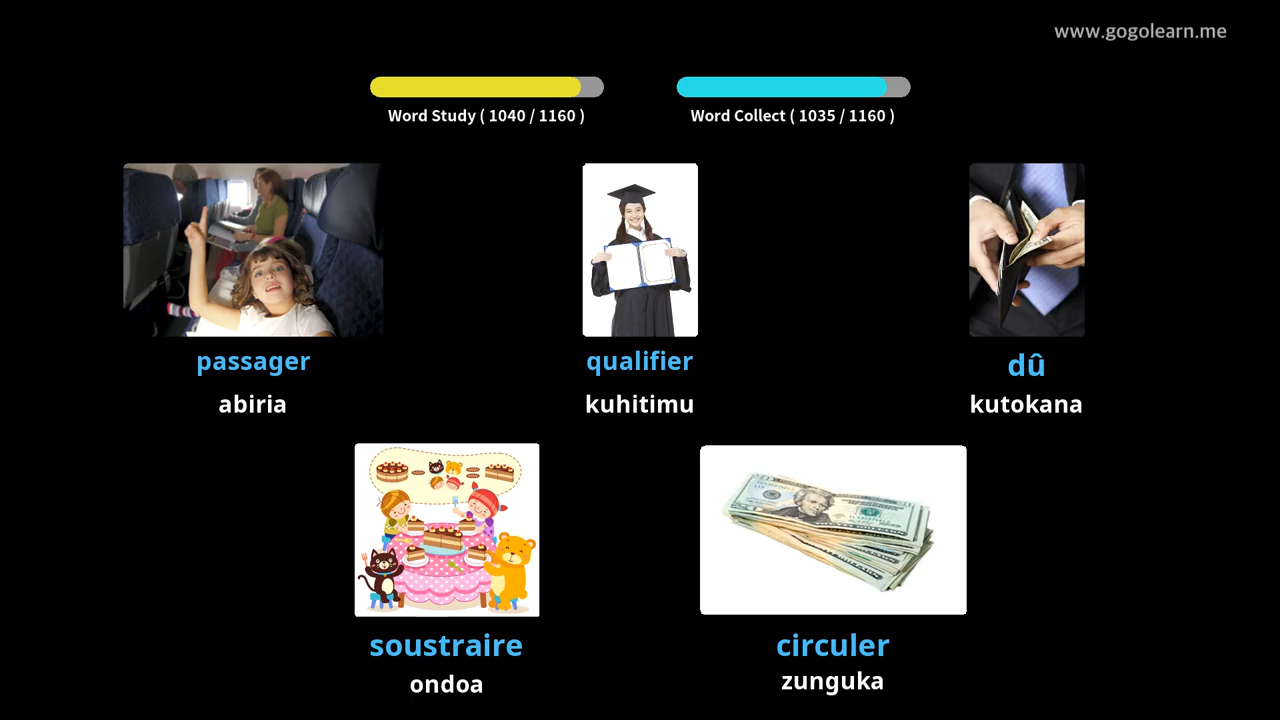 www.gogolearn.me
Word Study ( 1040 / 1160 )
Word Collect ( 1035 / 1160 )
passager
abiria
qualifier
kuhitimu
dû
kutokana
soustraire
ondoa
circuler
zunguka